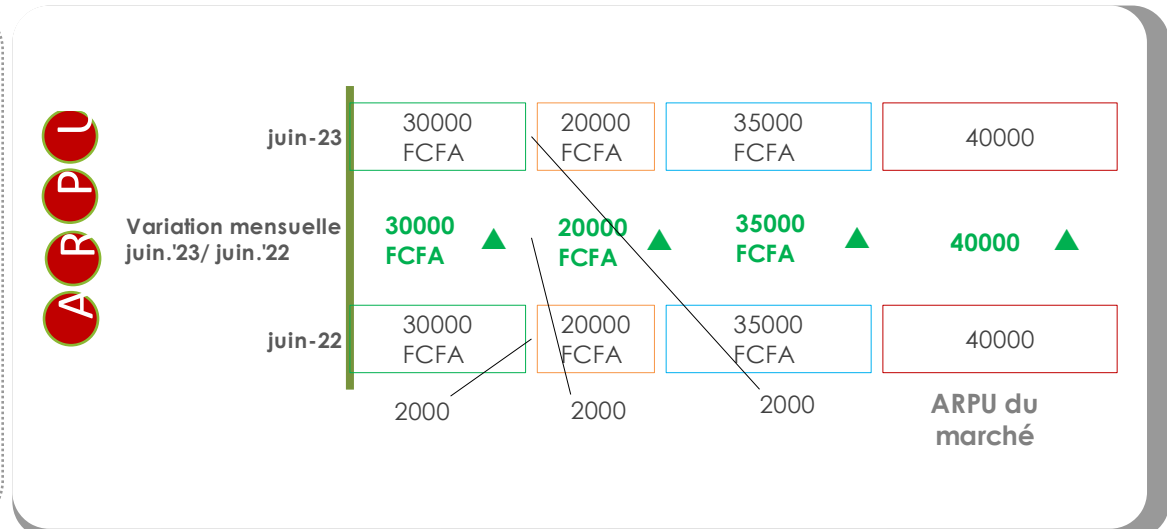 ARPU
juin-23
30000
FCFA
20000
FCFA
35000
FCFA
40000
Variation mensuelle
juin.'23/ juin.'22
30000
FCFA
20000
FCFA
35000
FCFA
40000
juin-22
30000
FCFA
20000
FCFA
35000
FCFA
40000
2000
2000
2000
ARPU du
marché